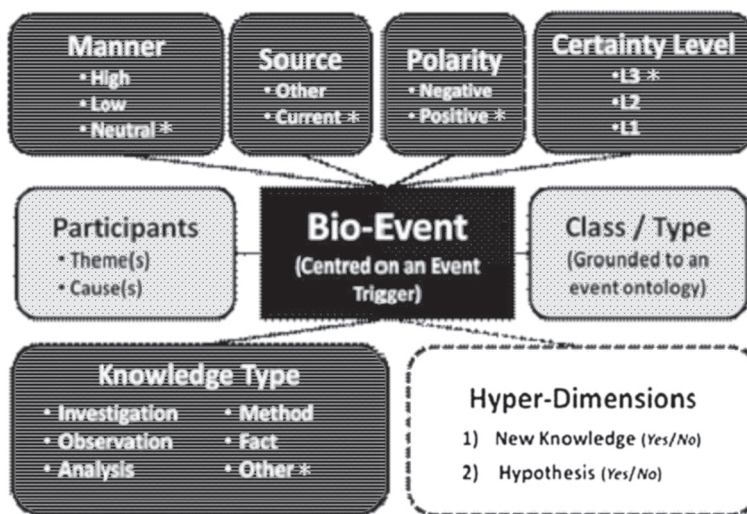 Manner
• High
• Low
• Neutral *
Source
• Other
• Current *
Polarity
• Negative
• Positive *
Certainty Level
• L3 *
• L2
• L1
Participants
• Theme(s)
• Cause(s)
Bio-Event
(Centred on an Event
Trigger)
Class / Type
(Grounded to an
event ontology)
Knowledge Type
• Investigation
• Observation
• Analysis
• Method
• Fact
• Other *
Hyper-Dimensions
1) New Knowledge (Yes/No)
2) Hypothesis (Yes/No)